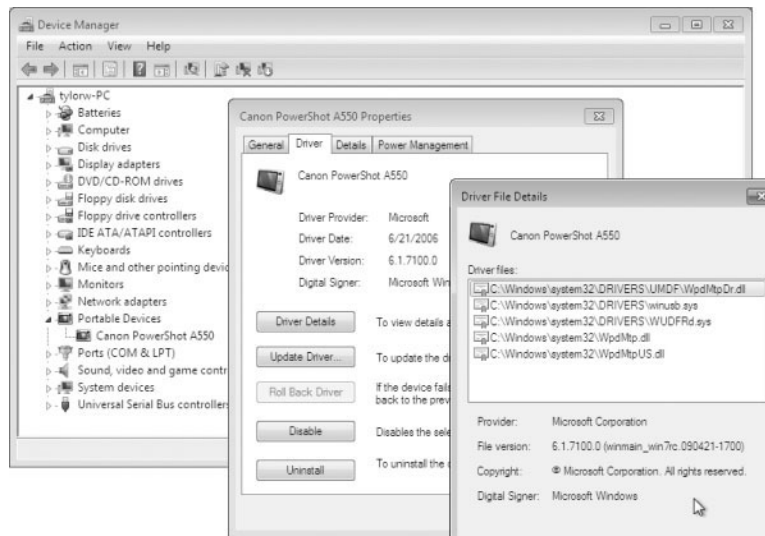 Device Manager
File Action View Help
tylorw-PC
Batteries
Computer
Disk drives
Display adapters
DVD/CD-ROM drives
Floppy disk drives
Floppy drive controllers
IDE ATA/ATAPI controllers
Keyboards
Mice and other pointing devic
Monitors
Network adapters
Portable Devices
Canon PowerShot A550
Ports (COM & LPT)
Sound, video and game contr
System devices
Universal Serial Bus controller
Canon PowerShot A550 Properties
General Driver Details Power Management
Canon PowerShot A550
Driver Provider: Microsoft
Driver Date: 6/21/2006
Driver Version: 6.1.7100.0
Digital Signer: Microsoft Win
Driver Details To view details a
Update Driver... To update the d
Roll Back Driver If the device fails
back to the prev
Disable Disables the sele
Uninstall To uninstall the
Driver File Details
Canon PowerShot A550
Driver files:
C:\Windows\system32\DRIVERS\UMDF\WpdMtpDr.dll
C:\Windows\system32\DRIVERS\winusb.sys
C:\Windows\system32\DRIVERS\WUDFRd.sys
C:\Windows\system32\WpdMtp.dll
C:\Windows\system32\WpdMtpUS.dll
Provider: Microsoft Corporation
File version: 6.1.7100.0 (winmain_win7rc.090421-1700)
Copyright: © Microsoft Corporation. All rights reserved.
Digital Signer: Microsoft Windows